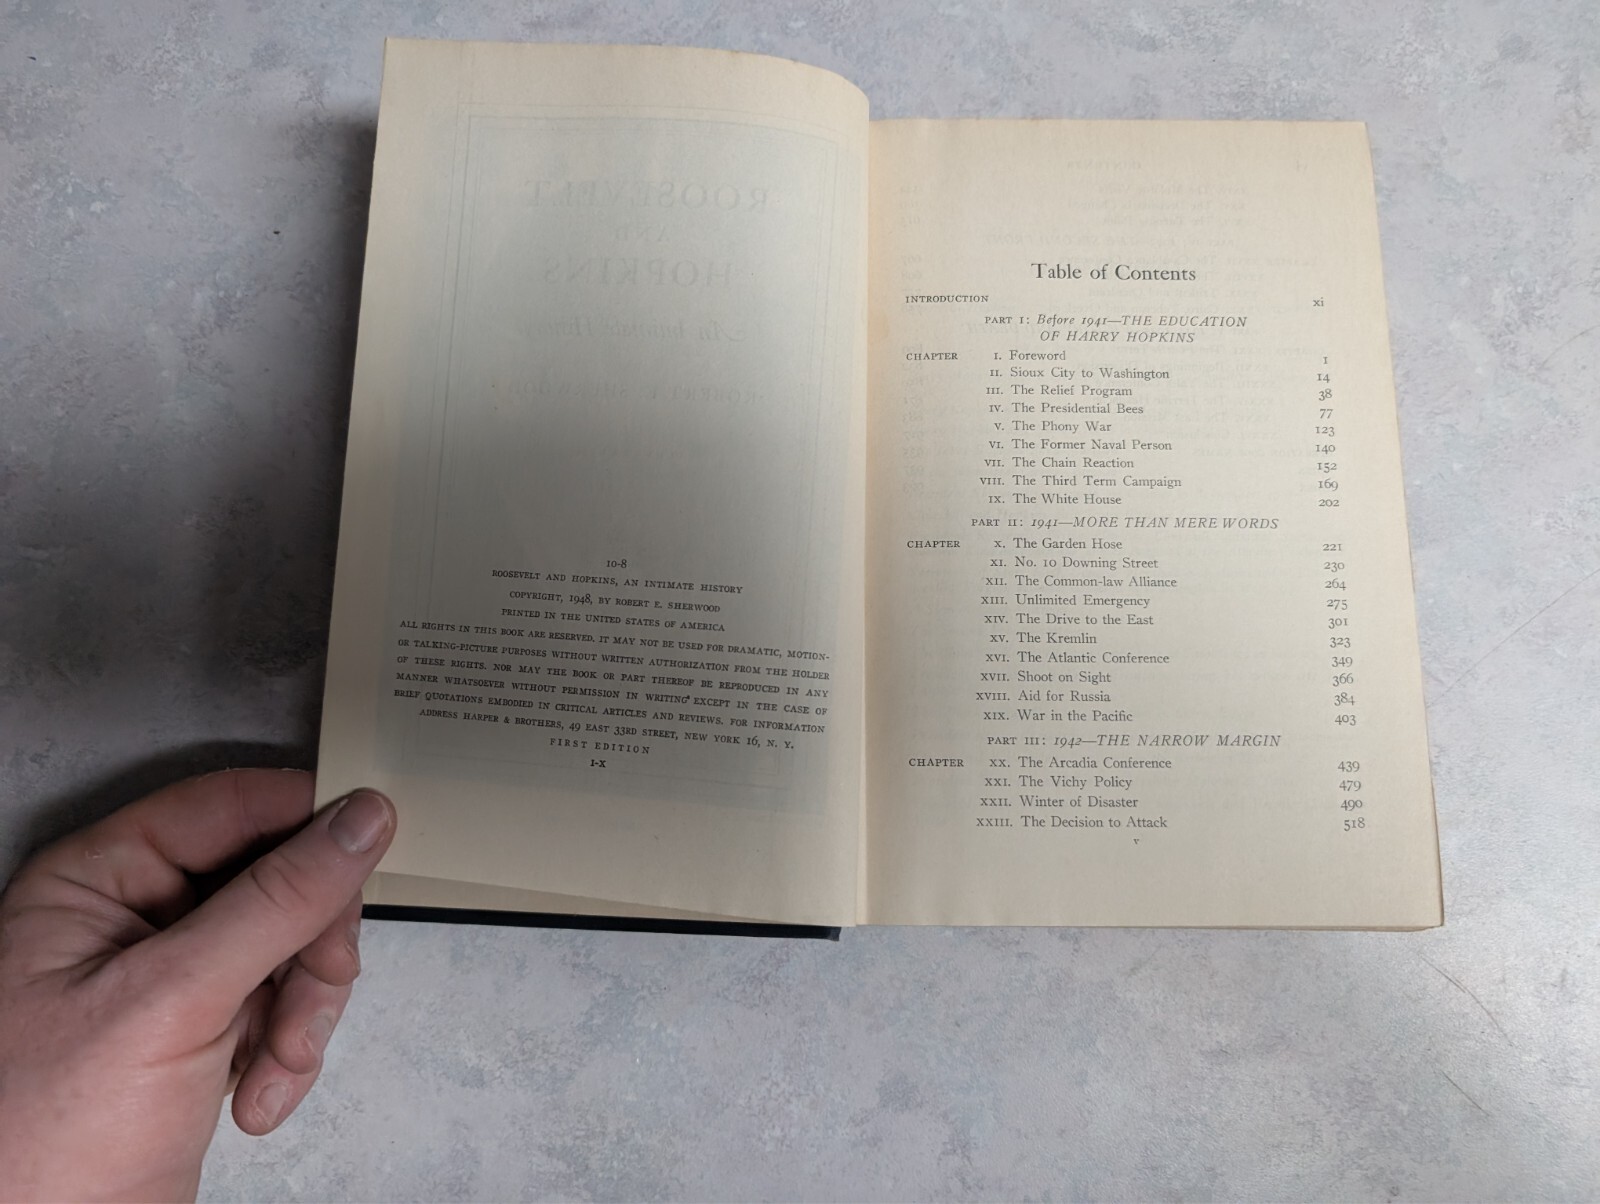 10-8
ROOSEVELT AND HOPKINS, AN INTIMATE HISTORY
COPYRIGHT, 1948, BY ROBERT E. SHERWOOD
PRINTED IN THE UNITED STATES OF AMERICA
ALL RIGHTS IN THIS BOOK ARE RESERVED. IT MAY NOT BE USED FOR DRAMATIC, MOTION-
OR TALKING-PICTURE PURPOSES WITHOUT WRITTEN AUTHORIZATION FROM THE HOLDER
OF THESE RIGHTS. NOR MAY THE BOOK OR PART THEREOF BE REPRODUCED IN ANY
MANNER WHATSOEVER WITHOUT PERMISSION IN WRITING EXCEPT IN THE CASE OF
BRIEF QUOTATIONS EMBODIED IN CRITICAL ARTICLES AND REVIEWS. FOR INFORMATION
ADDRESS HARPER & BROTHERS, 49 EAST 33RD STREET, NEW YORK 16, N. Y.
FIRST EDITION
I-X
Table of Contents
INTRODUCTION xi
PART I: Before 1941—THE EDUCATION
OF HARRY HOPKINS
CHAPTER I. Foreword 1
II. Sioux City to Washington 14
III. The Relief Program 38
IV. The Presidential Bees 77
V. The Phony War 123
VI. The Former Naval Person 140
VII. The Chain Reaction 152
VIII. The Third Term Campaign 169
IX. The White House 202
PART II: 1941—MORE THAN MERE WORDS
CHAPTER X. The Garden Hose 221
XI. No. 10 Downing Street 230
XII. The Common-law Alliance 264
XIII. Unlimited Emergency 275
XIV. The Drive to the East 301
XV. The Kremlin 323
XVI. The Atlantic Conference 349
XVII. Shoot on Sight 366
XVIII. Aid for Russia 384
XIX. War in the Pacific 403
PART III: 1942—THE NARROW MARGIN
CHAPTER XX. The Arcadia Conference 439
XXI. The Vichy Policy 479
XXII. Winter of Disaster 490
XXIII. The Decision to Attack 518
v